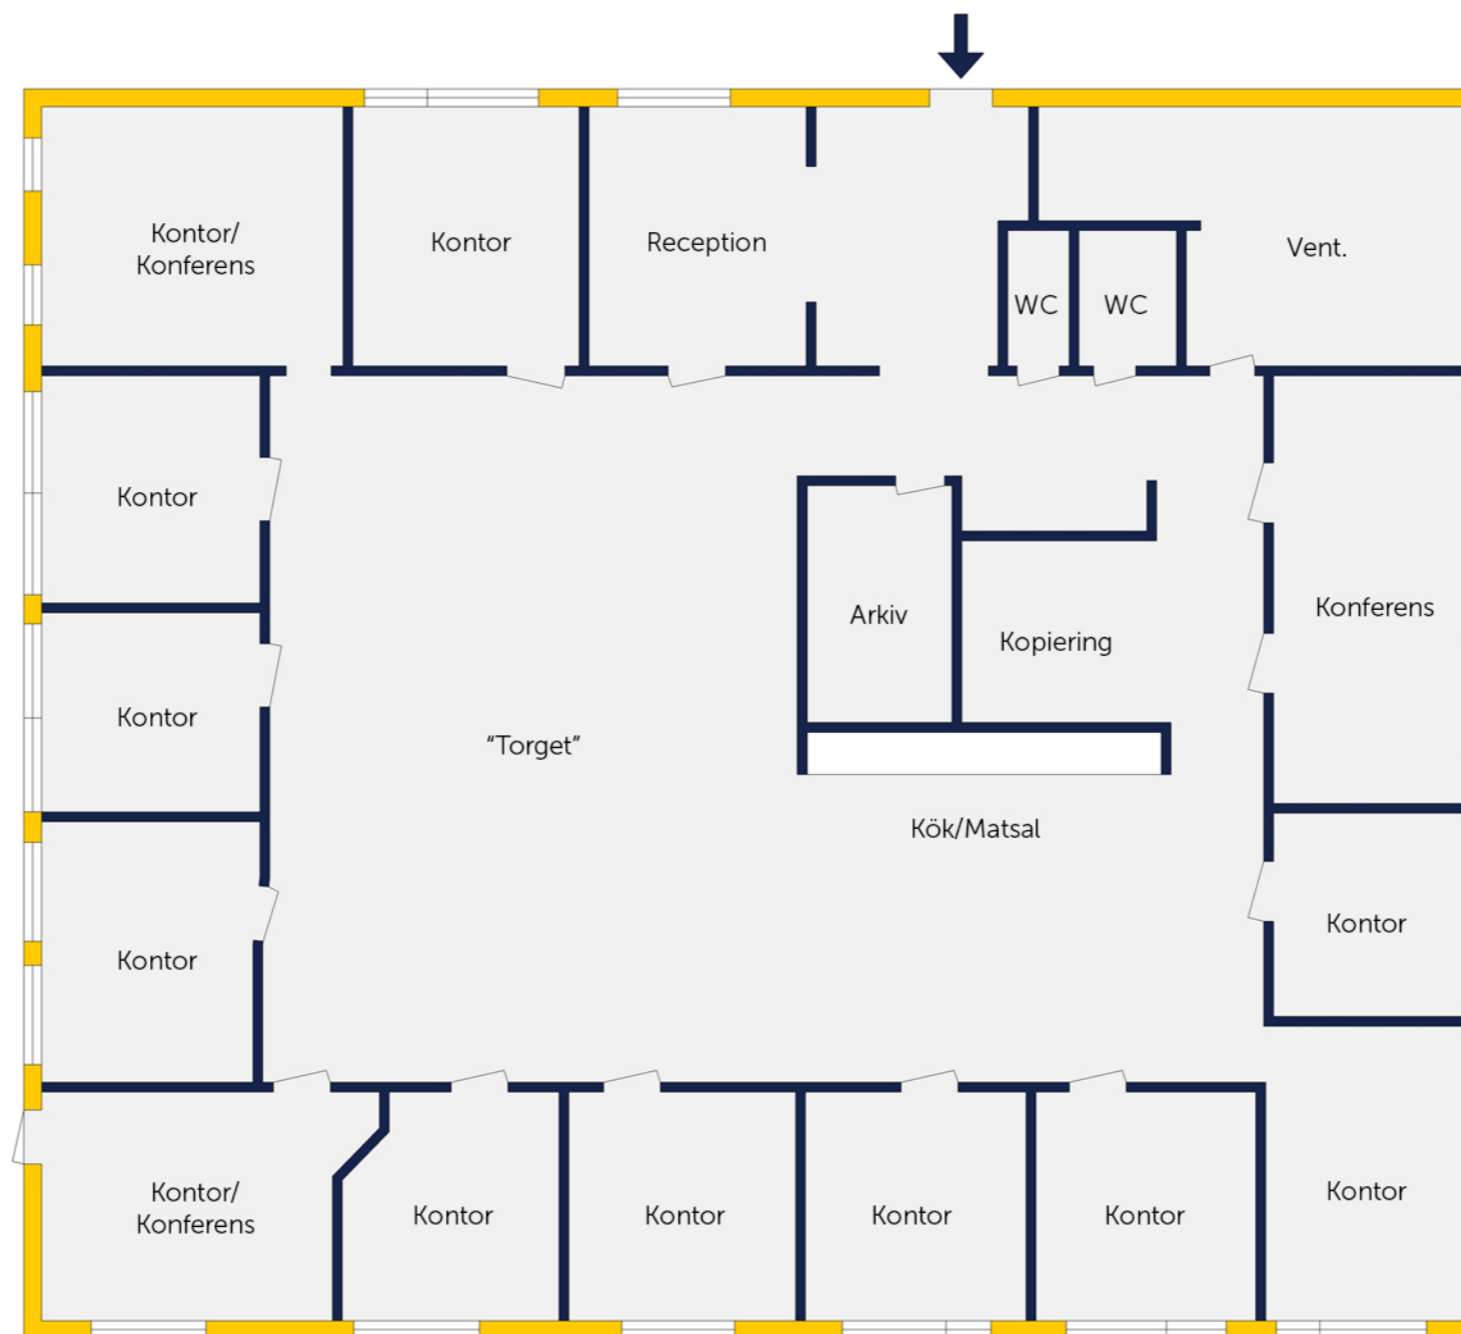 Kontor/
Konferens
Kontor
Reception
WC
WC
Vent.
Kontor
Arkiv
Kopiering
Konferens
Kontor
“Torget”
Kök/Matsal
Kontor
Kontor
Kontor/
Konferens
Kontor
Kontor
Kontor
Kontor
Kontor